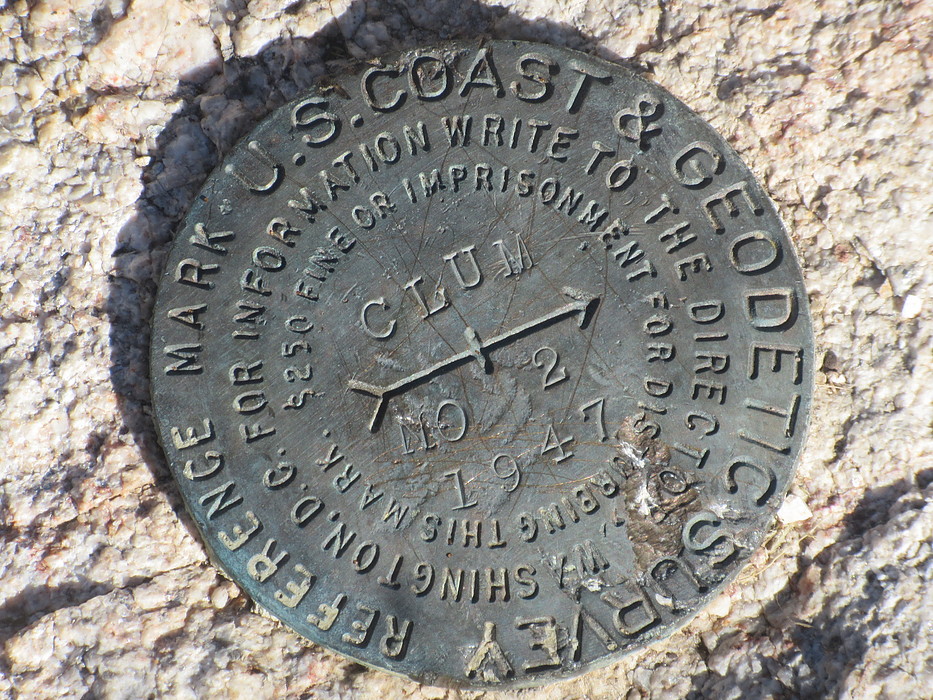 U.S. COAST & GEODETIC SURVEY
REFERENCE MARK
FOR INFORMATION WRITE TO THE DIRECTOR WASHINGTON, D.C.
$250 FINE OR IMPRISONMENT FOR DISTURBING THIS MARK.
CLUM
NO 2
1947